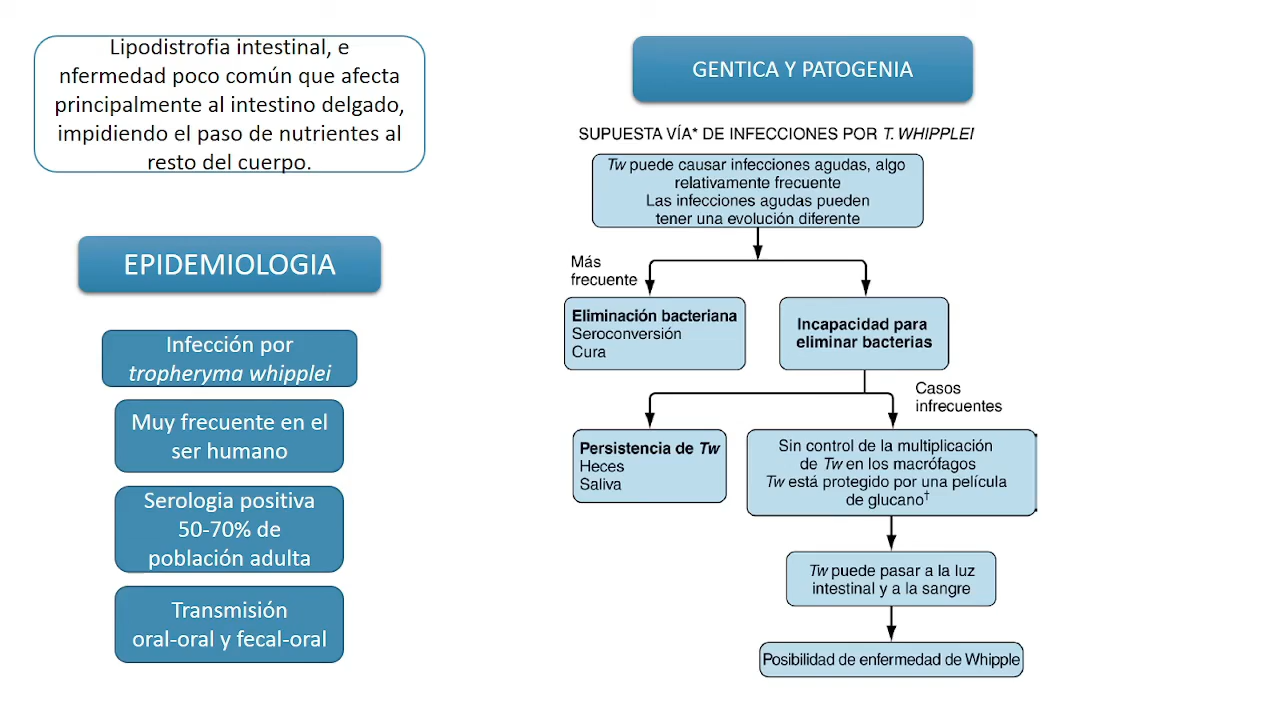 Lipodistrofia intestinal, e
nfermedad poco común que afecta
principalmente al intestino delgado,
impidiendo el paso de nutrientes al
resto del cuerpo.
EPIDEMIOLOGIA
Infección por
tropheryma whipplei
Muy frecuente en el
ser humano
Serologia positiva
50-70% de
población adulta
Transmisión
oral-oral y fecal-oral
GENTICA Y PATOGENIA
SUPUESTA VÍA* DE INFECCIONES POR T. WHIPPLEI
Tw puede causar infecciones agudas, algo
relativamente frecuente
Las infecciones agudas pueden
tener una evolución diferente
Más
frecuente
Eliminación bacteriana
Seroconversión
Cura
Incapacidad para
eliminar bacterias
Casos
infrecuentes
Persistencia de Tw
Heces
Saliva
Sin control de la multiplicación
de Tw en los macrófagos
Tw está protegido por una película
de glucano†
Tw puede pasar a la luz
intestinal y a la sangre
Posibilidad de enfermedad de Whipple